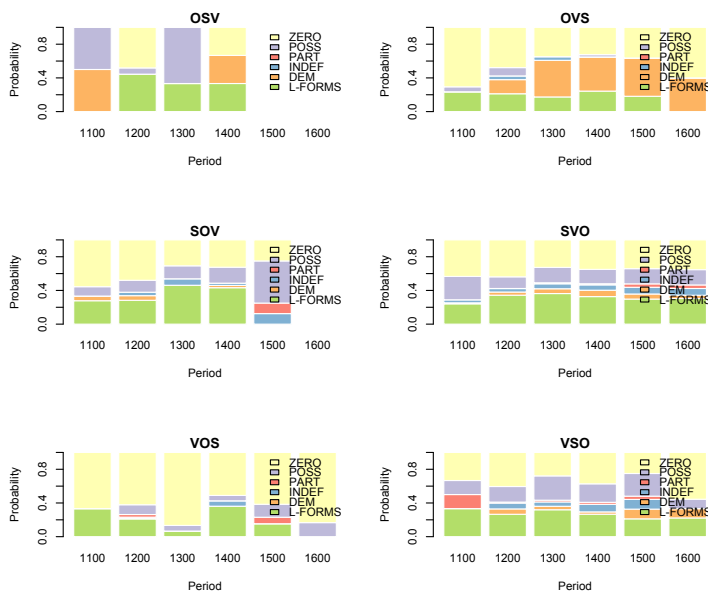 OSV
Probability
0.0 0.4 0.8
ZERO
POSS
PART
INDEF
DEM
L-FORMS
1100 1200 1300 1400 1500 1600
Period
OVS
Probability
0.0 0.4 0.8
ZERO
POSS
PART
INDEF
DEM
L-FORMS
1100 1200 1300 1400 1500 1600
Period
SOV
Probability
0.0 0.4 0.8
ZERO
POSS
PART
INDEF
DEM
L-FORMS
1100 1200 1300 1400 1500 1600
Period
SVO
Probability
0.0 0.4 0.8
ZERO
POSS
PART
INDEF
DEM
L-FORMS
1100 1200 1300 1400 1500 1600
Period
VOS
Probability
0.0 0.4 0.8
ZERO
POSS
PART
INDEF
DEM
L-FORMS
1100 1200 1300 1400 1500 1600
Period
VSO
Probability
0.0 0.4 0.8
ZERO
POSS
PART
INDEF
DEM
L-FORMS
1100 1200 1300 1400 1500 1600
Period